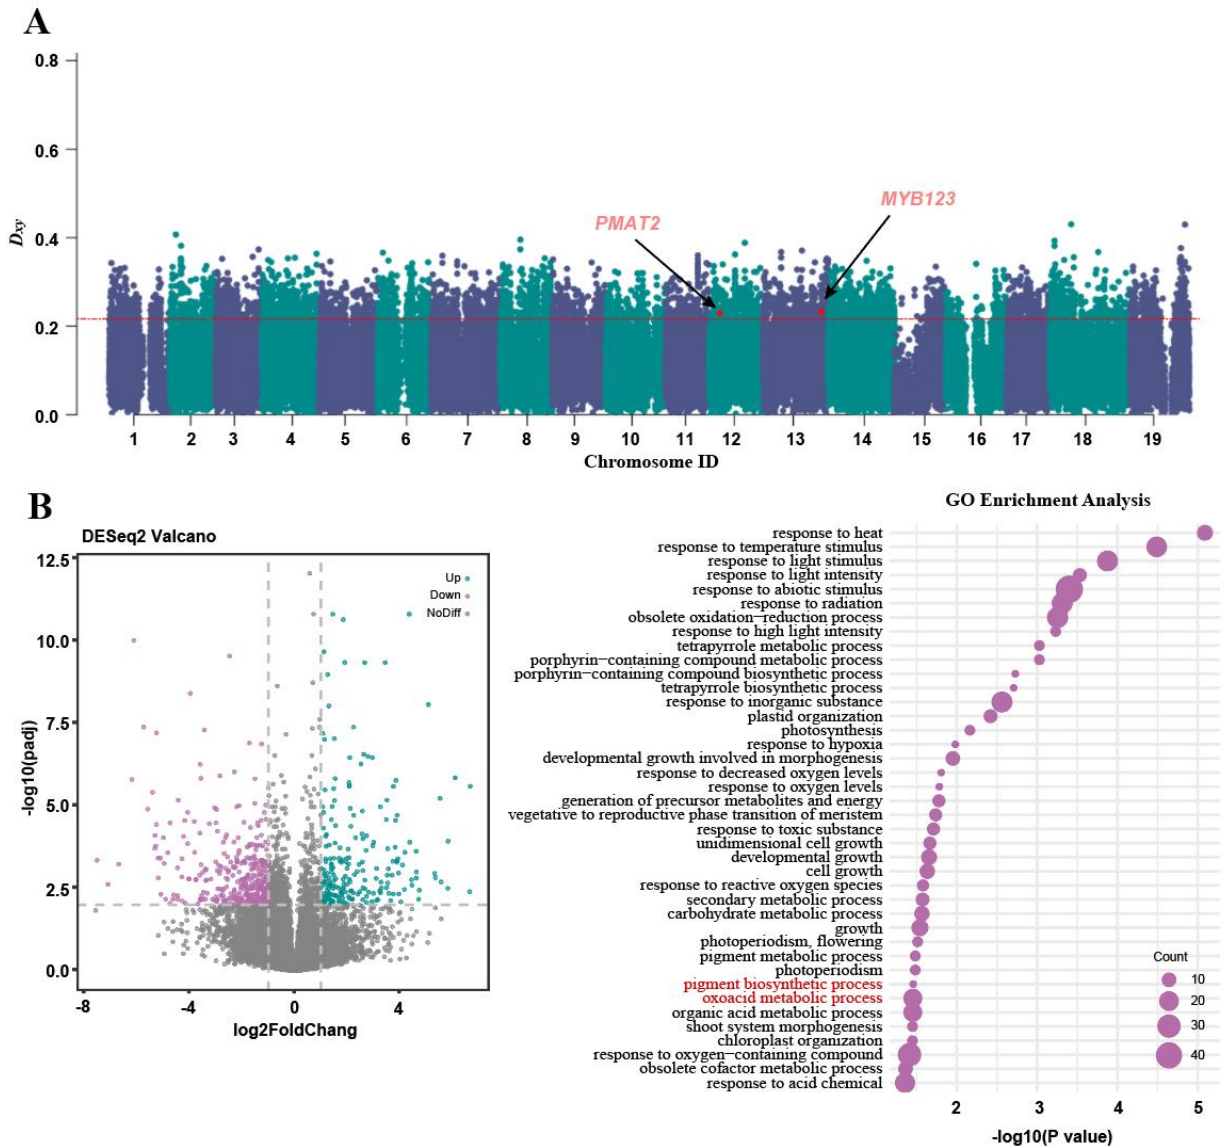 A
0.8
0.6
0.4
0.2
0.0
Dxy
PMAT2
MYB123
1 2 3 4 5 6 7 8 9 10 11 12 13 14 15 16 17 18 19
Chromosome ID
B
DESeq2 Valcano
12.5
10.0
7.5
5.0
2.5
0.0
-log10(padj)
Up
Down
NoDiff
-8 -4 0 4
log2FoldChang
GO Enrichment Analysis
response to heat
response to temperature stimulus
response to light stimulus
response to light intensity
response to abiotic stimulus
response to radiation
obsolete oxidation−reduction process
response to high light intensity
tetrapyrrole metabolic process
porphyrin−containing compound metabolic process
porphyrin−containing compound biosynthetic process
tetrapyrrole biosynthetic process
response to inorganic substance
plastid organization
photosynthesis
response to hypoxia
developmental growth involved in morphogenesis
response to decreased oxygen levels
response to oxygen levels
generation of precursor metabolites and energy
vegetative to reproductive phase transition of meristem
response to toxic substance
unidimensional cell growth
developmental growth
cell growth
response to reactive oxygen species
secondary metabolic process
carbohydrate metabolic process
growth
photoperiodism, flowering
pigment metabolic process
photoperiodism
pigment biosynthetic process
oxoacid metabolic process
organic acid metabolic process
shoot system morphogenesis
chloroplast organization
response to oxygen−containing compound
obsolete cofactor metabolic process
response to acid chemical
Count
10
20
30
40
2 3 4 5
-log10(P value)